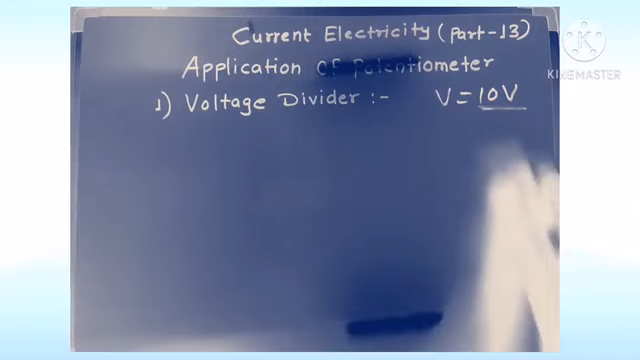 Current Electricity (Part-13)
Application Of Potentiometer
1) Voltage Divider :- V = 10V
KINEMASTER